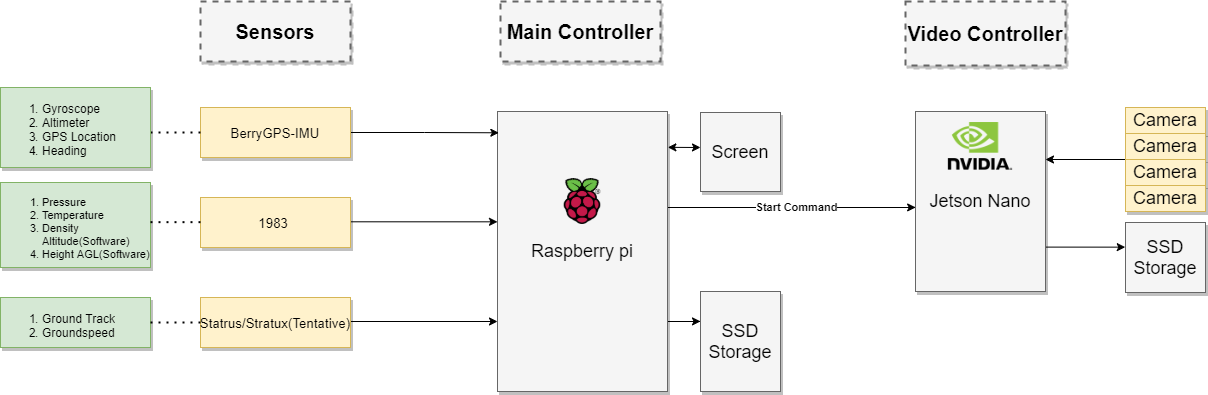 Sensors
Main Controller
Video Controller
1. Gyroscope
2. Altimeter
3. GPS Location
4. Heading
BerryGPS-IMU
1. Pressure
2. Temperature
3. Density
Altitude(Software)
4. Height AGL(Software)
1983
1. Ground Track
2. Groundspeed
Statrus/Stratux(Tentative)
Raspberry pi
Screen
SSD
Storage
Start Command
NVIDIA.
Jetson Nano
Camera
Camera
Camera
Camera
SSD
Storage